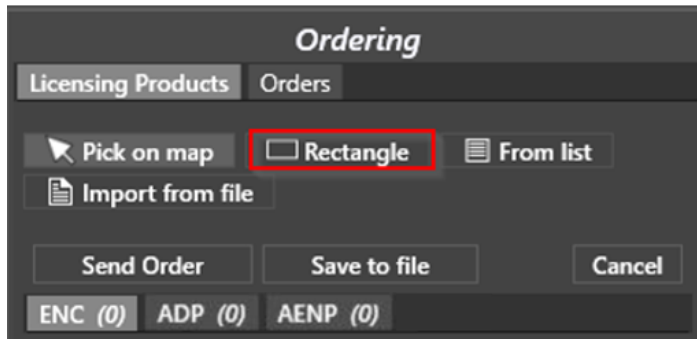 Ordering
Licensing Products Orders
Pick on map Rectangle From list
Import from file
Send Order Save to file Cancel
ENC (0) ADP (0) AENP (0)